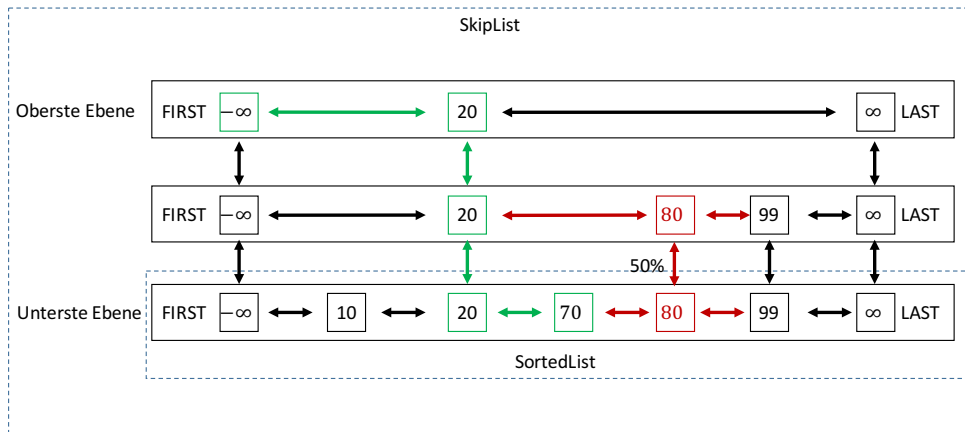 SkipList
Oberste Ebene FIRST −∞ 20 ∞ LAST
FIRST −∞ 20 80 99 ∞ LAST
50%
Unterste Ebene FIRST −∞ 10 20 70 80 99 ∞ LAST
SortedList